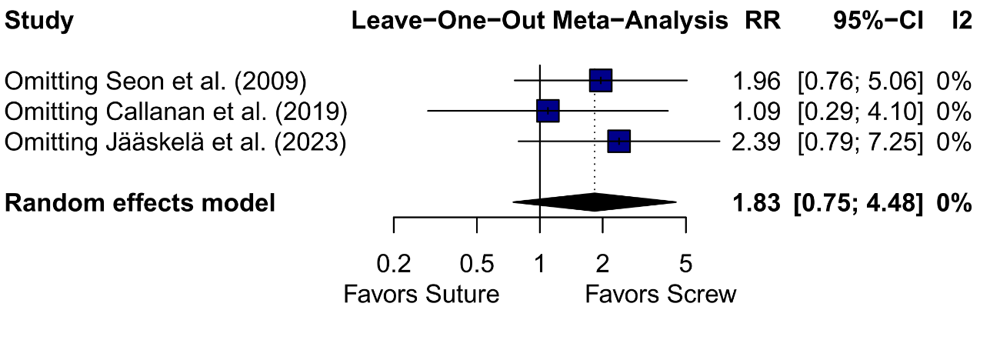 Study Leave−One−Out Meta−Analysis RR 95%−CI I2
Omitting Seon et al. (2009) 1.96 [0.76; 5.06] 0%
Omitting Callanan et al. (2019) 1.09 [0.29; 4.10] 0%
Omitting Jääskelä et al. (2023) 2.39 [0.79; 7.25] 0%
Random effects model 1.83 [0.75; 4.48] 0%
0.2 0.5 1 2 5
Favors Suture Favors Screw